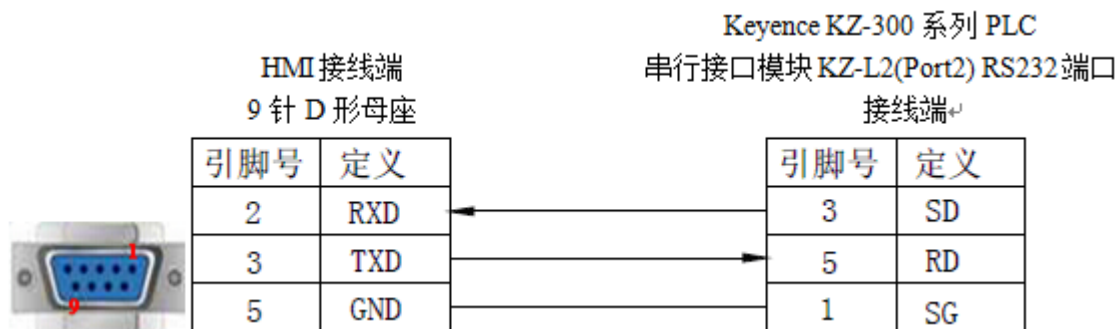 Keyence KZ-300 系列 PLC
HMI接线端
串行接口模块 KZ-L2(Port2) RS232端口
9 针 D 形母座
接线端↵
引脚号 定义 引脚号 定义
2 RXD 3 SD
1
3 TXD 5 RD
9
5 GND 1 SG